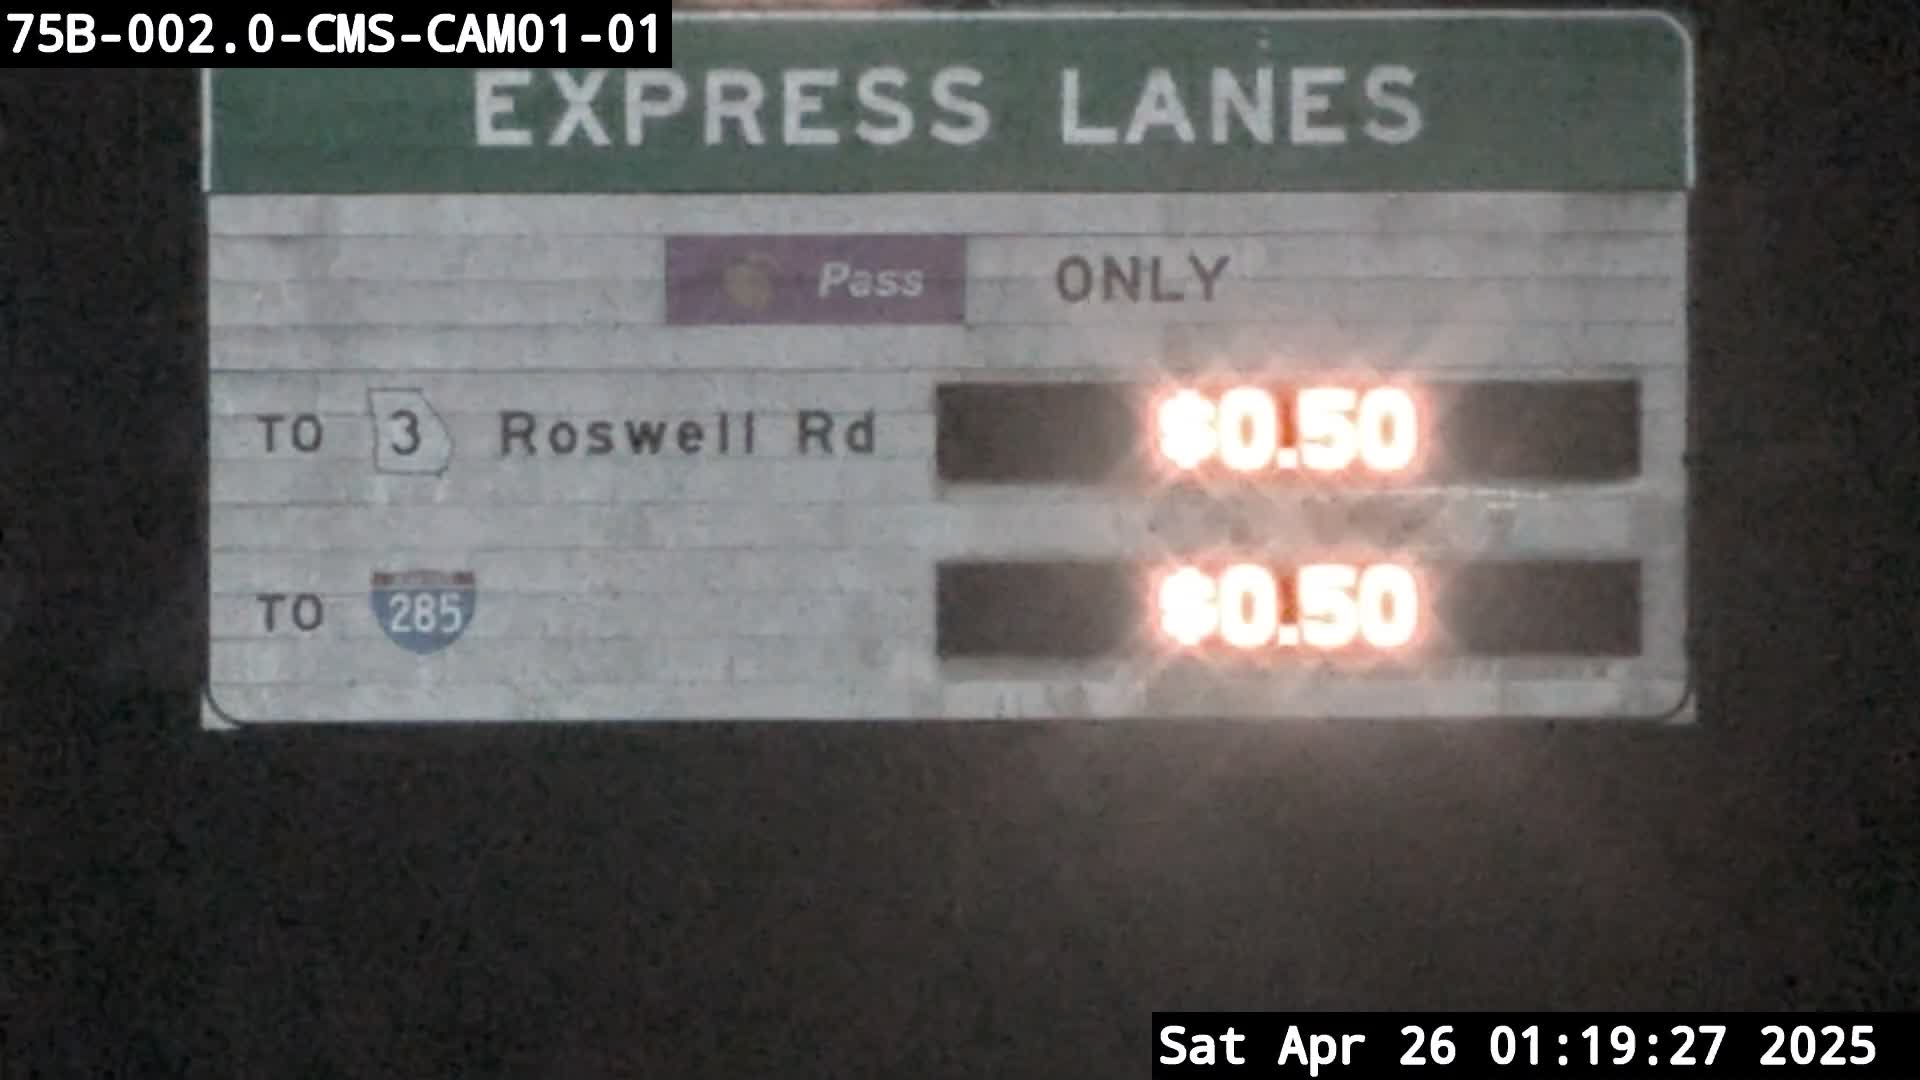 75B-002.0-CMS-CAM01-01
EXPRESS LANES
Pass ONLY
TO 3 Roswell Rd $0.50
TO 285 $0.50
Sat Apr 26 01:19:27 2025